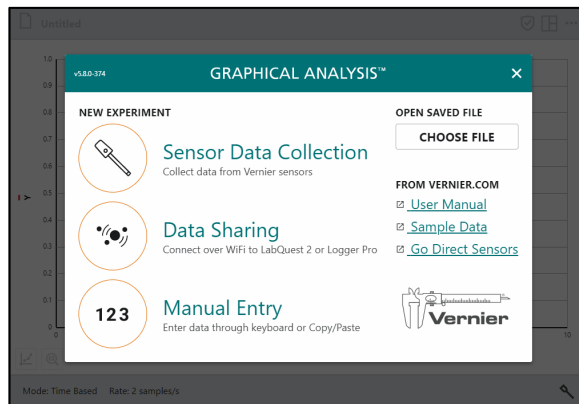 Untitled
v5.8.0-374
GRAPHICAL ANALYSIS™
NEW EXPERIMENT
Sensor Data Collection
Collect data from Vernier sensors
Data Sharing
Connect over WiFi to LabQuest 2 or Logger Pro
123
Manual Entry
Enter data through keyboard or Copy/Paste
OPEN SAVED FILE
CHOOSE FILE
FROM VERNIER.COM
User Manual
Sample Data
Go Direct Sensors
Vernier
1.0
0.9
0.8
0.7
0.6
0.5
0.4
0.3
0.2
0.1
0
Y
0
10
Mode: Time Based Rate: 2 samples/s